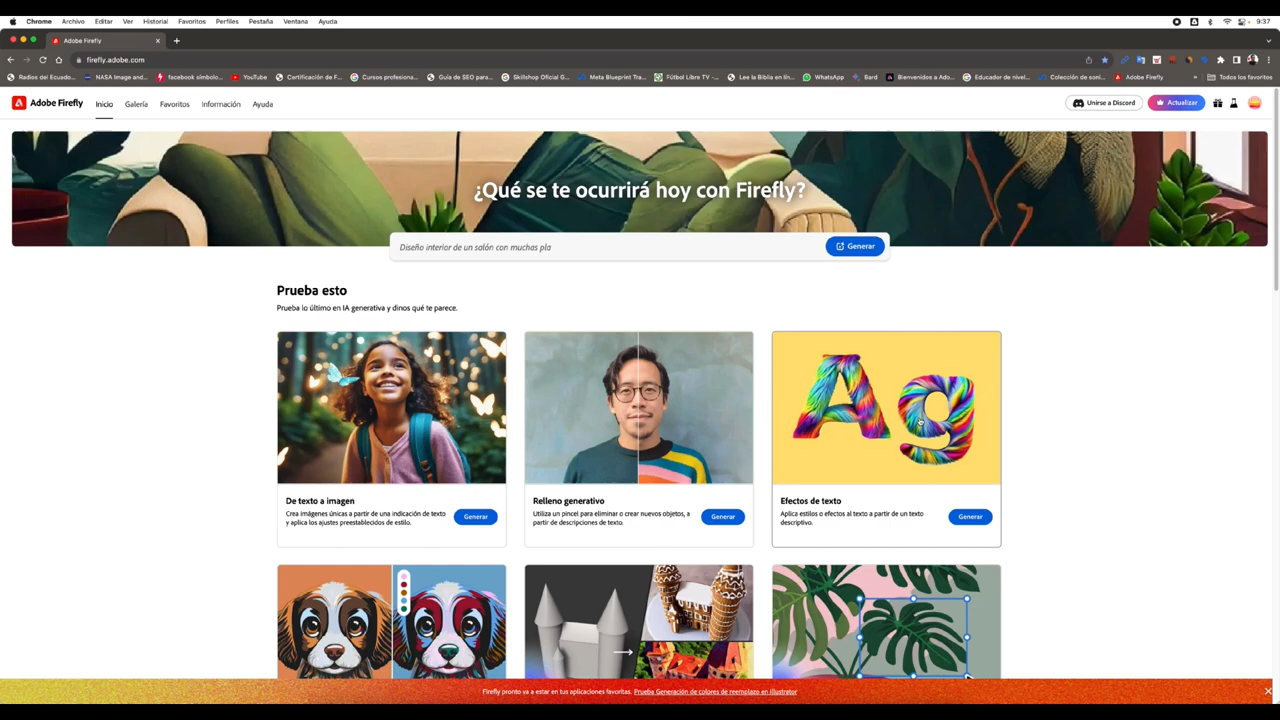 Chrome Archivo Editar Ver Historial Favoritos Perfiles Pestaña Ventana Ayuda 9:37
Adobe Firefly
firefly.adobe.com
Radios del Ecuado... NASA Image and... facebook símbolo... YouTube Certificación de F... Cursos profesiona... Guía de SEO para... Skillshop Oficial G... Meta Blueprint Tra... Fútbol Libre TV -... Lee la Biblia en lín... WhatsApp Bard Bienvenidos a Ado... Educador de nivel... Colección de soni... Adobe Firefly » Todos los favoritos
Adobe Firefly Inicio Galería Favoritos Información Ayuda Unirse a Discord Actualizar
¿Qué se te ocurrirá hoy con Firefly?
Diseño interior de un salón con muchas pla Generar
Prueba esto
Prueba lo último en IA generativa y dinos qué te parece.
Ag
De texto a imagen
Crea imágenes únicas a partir de una indicación de texto
y aplica los ajustes preestablecidos de estilo.
Generar
Relleno generativo
Utiliza un pincel para eliminar o crear nuevos objetos, a
partir de descripciones de texto.
Generar
Efectos de texto
Aplica estilos o efectos al texto a partir de un texto
descriptivo.
Generar
Firefly pronto va a estar en tus aplicaciones favoritas. Prueba Generación de colores de reemplazo en Illustrator